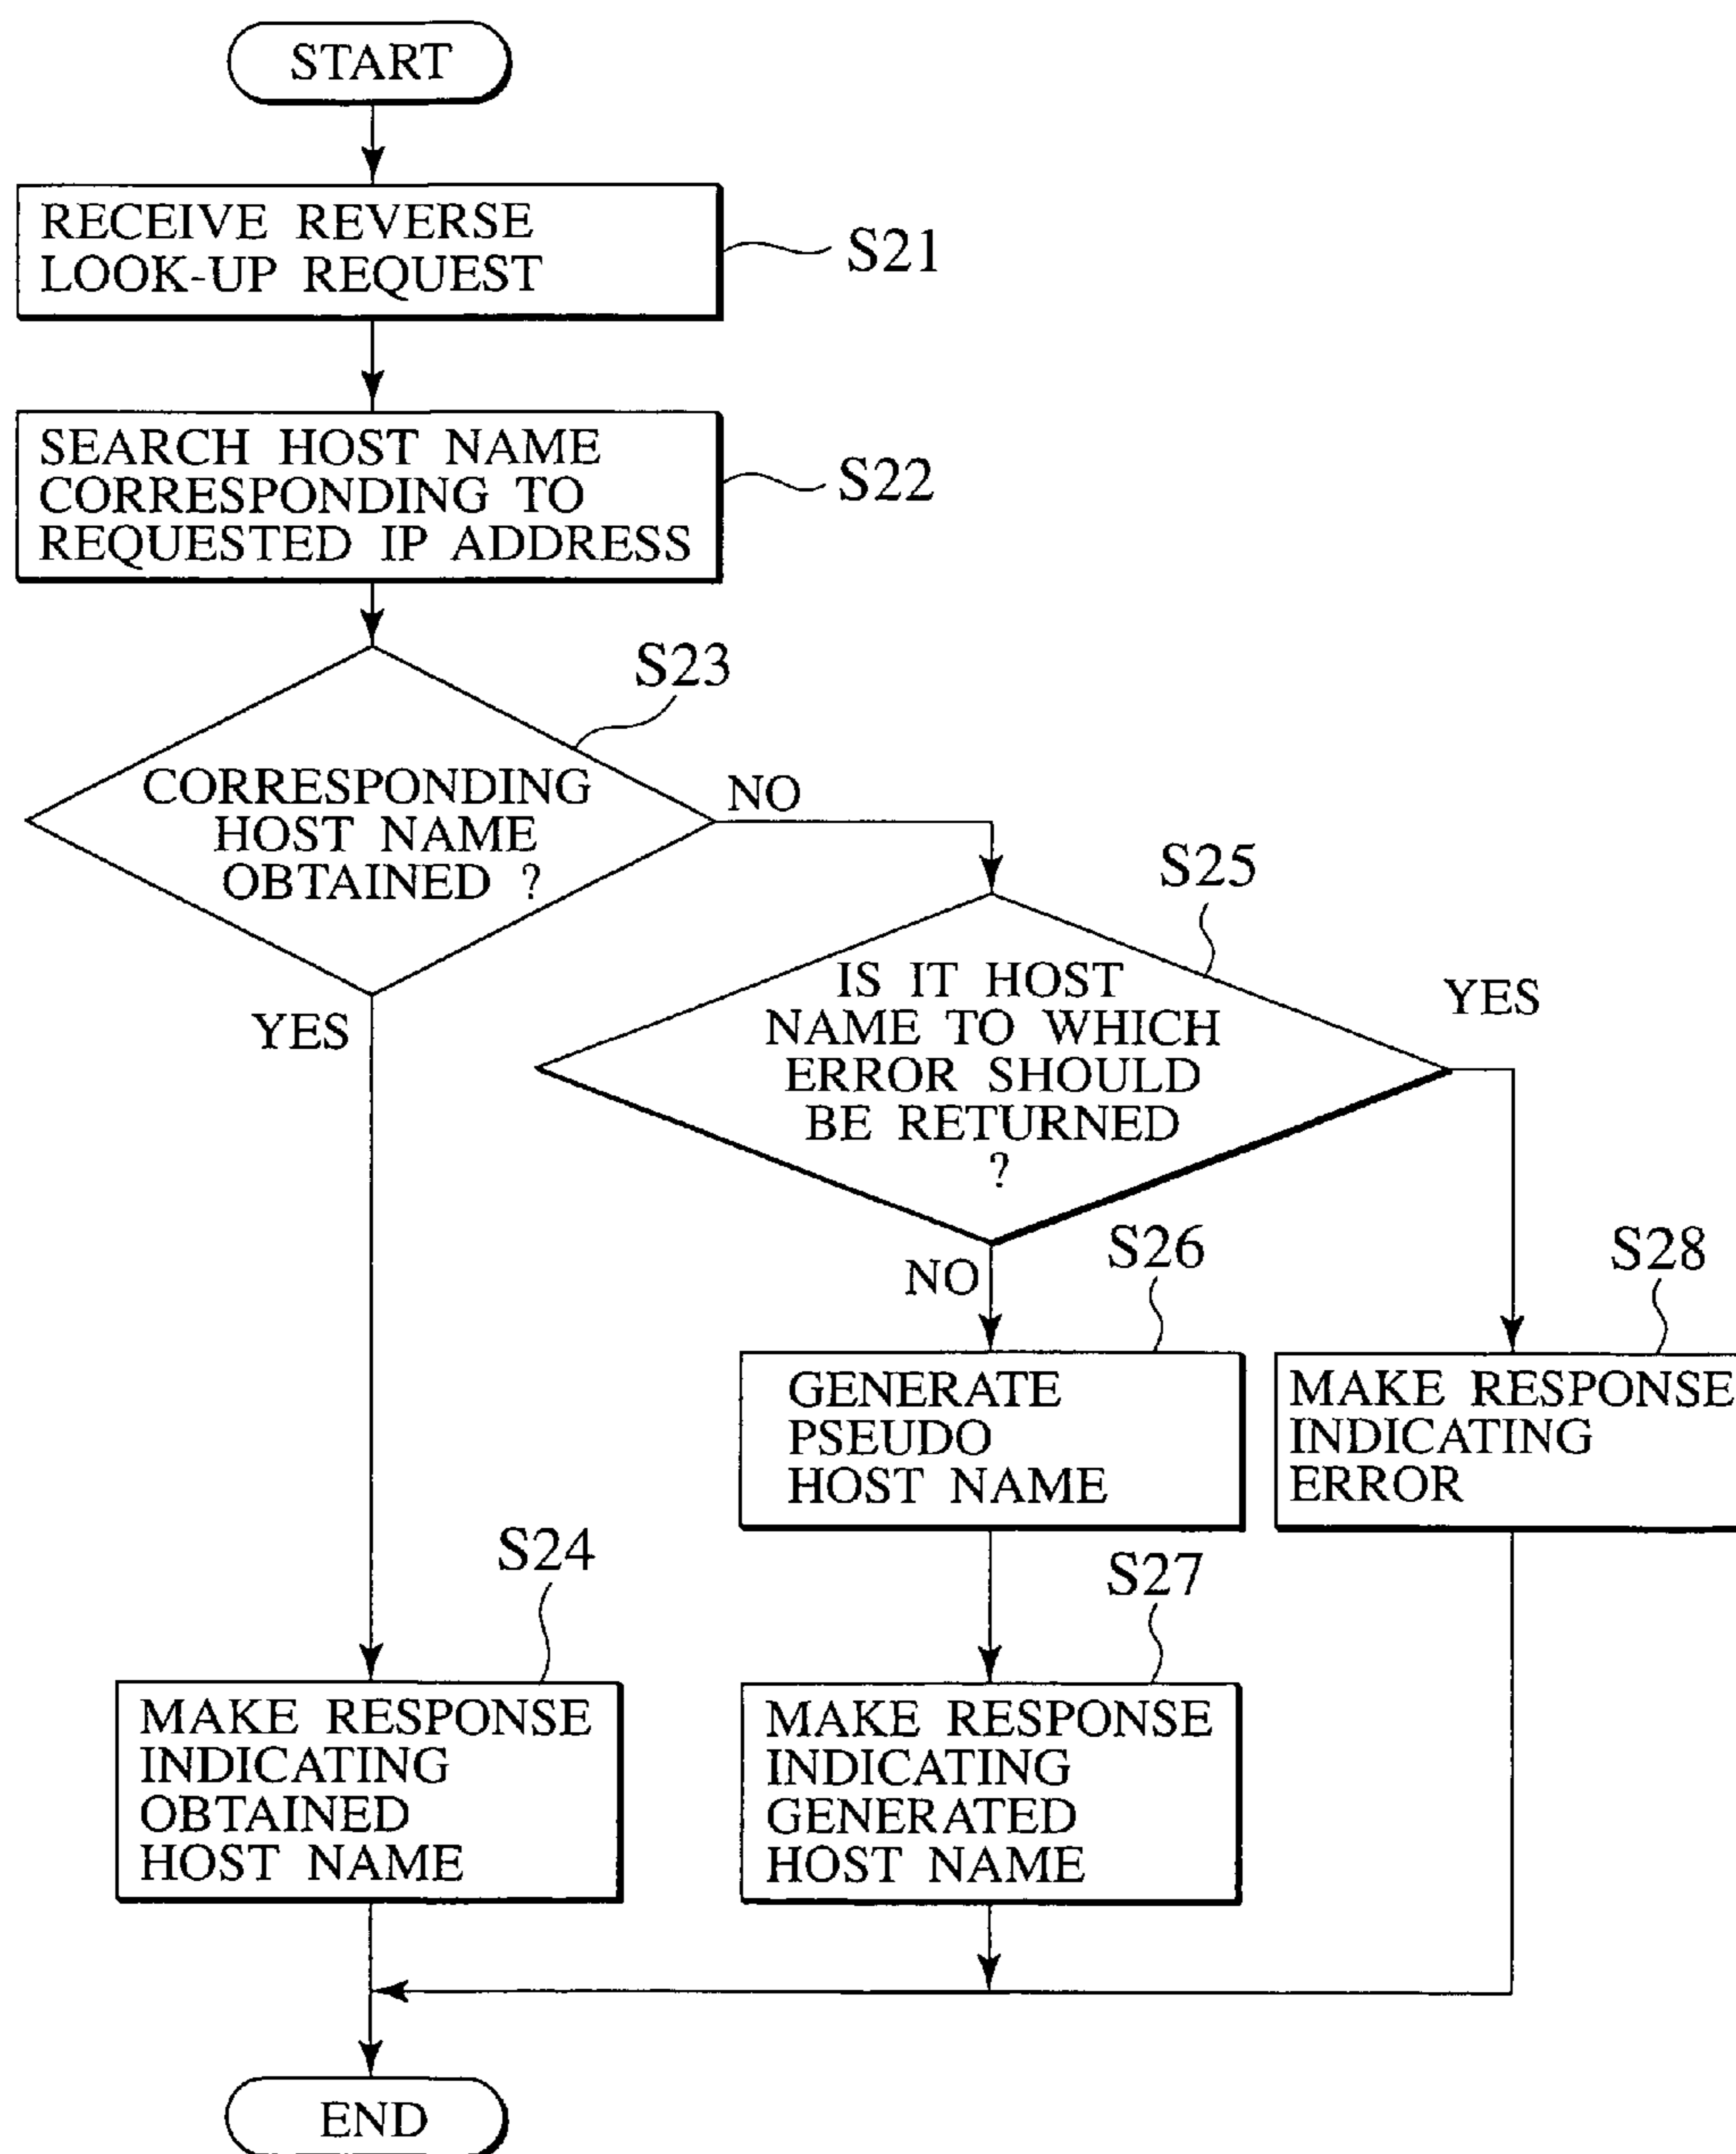 START
RECEIVE REVERSE
LOOK-UP REQUEST
S21
SEARCH HOST NAME
CORRESPONDING TO
REQUESTED IP ADDRESS
S22
S23
CORRESPONDING
HOST NAME
OBTAINED ?
NO
YES
S25
IS IT HOST
NAME TO WHICH
ERROR SHOULD
BE RETURNED
?
YES
NO
S26
GENERATE
PSEUDO
HOST NAME
S28
MAKE RESPONSE
INDICATING
ERROR
S24
MAKE RESPONSE
INDICATING
OBTAINED
HOST NAME
S27
MAKE RESPONSE
INDICATING
GENERATED
HOST NAME
END